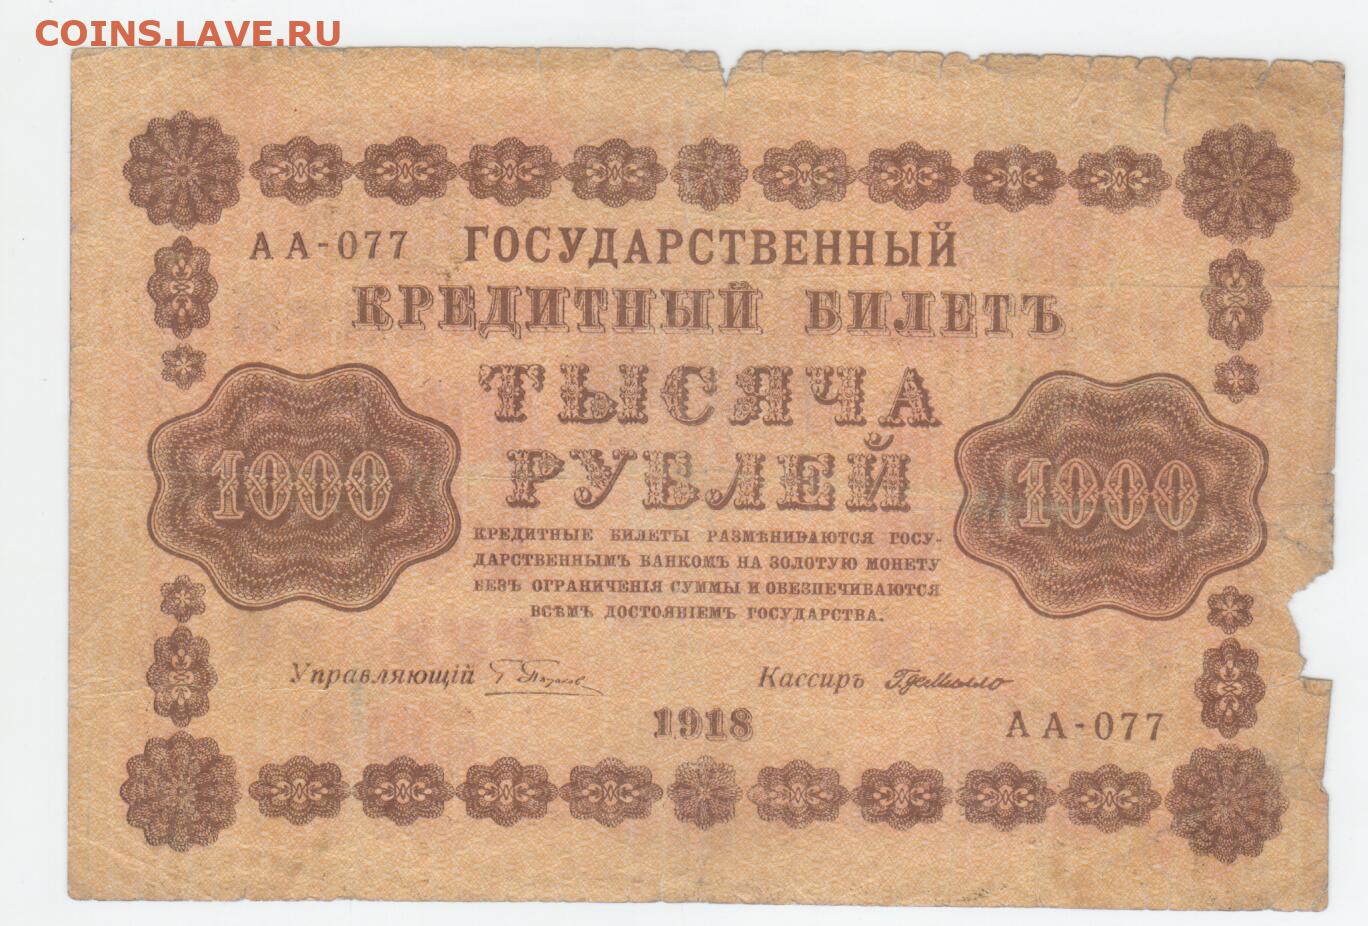 COINS.LAVE.RU
АА-077 ГОСУДАРСТВЕННЫЙ
КРЕДИТНЫЙ БИЛЕТЪ
ТЫСЯЧА
РУБЛЕЙ
1000 1000
КРЕДИТНЫЕ БИЛЕТЫ РАЗМѢНИВАЮТСЯ ГОСУ-
ДАРСТВЕННЫМЪ БАНКОМЪ НА ЗОЛОТУЮ МОНЕТУ
БЕЗЪ ОГРАНИЧЕНІЯ СУММЫ И ОБЕЗПЕЧИВАЮТСЯ
ВСѢМЪ ДОСТОЯНІЕМЪ ГОСУДАРСТВА.
Управляющій Кассиръ
1918 АА-077